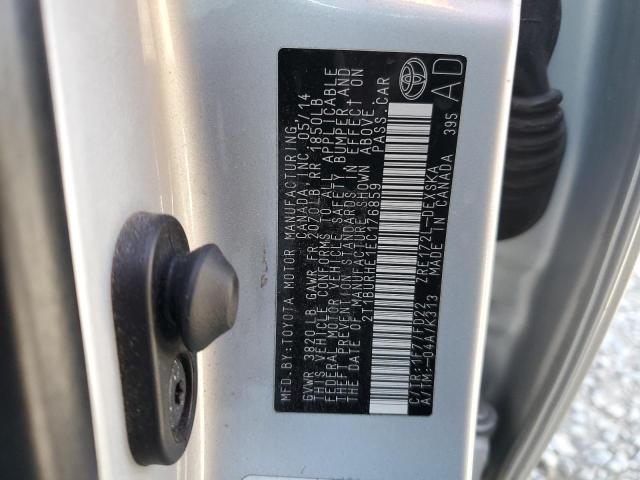 MFD.BY:TOYOTA MOTOR MANUFACTURING
CANADA,INC. 05/14
GVWR 3820LB GAWR FR 2070LB,RR 1850LB
THIS VEHICLE CONFORMS TO ALL APPLICABLE
FEDERAL MOTOR VEHICLE SAFETY, BUMPER, AND
THEFT PREVENTION STANDARDS IN EFFECT ON
THE DATE OF MANUFACTURE SHOWN ABOVE.
2T1BURHE1EC176859 PASS.CAR
C/TR:1F7/FD22 ZRE172L-DEXSKA
A/TM:-04A/K313 MADE IN CANADA 39S
AD